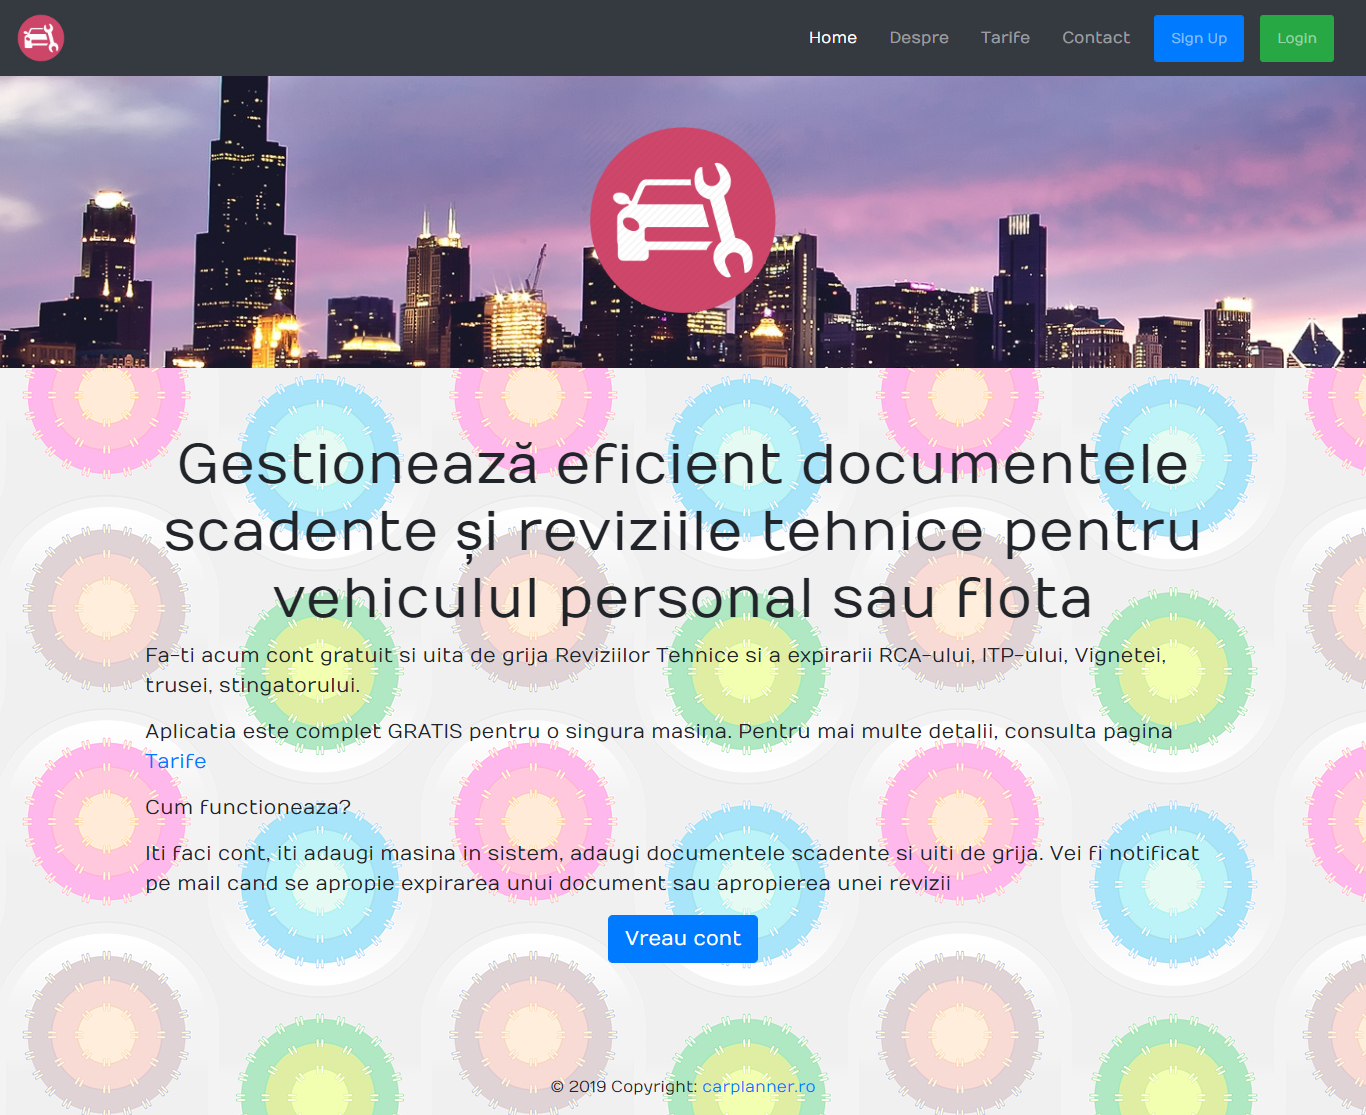 Home Despre Tarife Contact Sign Up Login
Gestionează eficient documentele
scadente și reviziile tehnice pentru
vehiculul personal sau flota
Fa-ti acum cont gratuit si uita de grija Reviziilor Tehnice si a expirarii RCA-ului, ITP-ului, Vignetei,
trusei, stingatorului.
Aplicatia este complet GRATIS pentru o singura masina. Pentru mai multe detalii, consulta pagina
Tarife
Cum functioneaza?
Iti faci cont, iti adaugi masina in sistem, adaugi documentele scadente si uiti de grija. Vei fi notificat
pe mail cand se apropie expirarea unui document sau apropierea unei revizii
Vreau cont
© 2019 Copyright: carplanner.ro